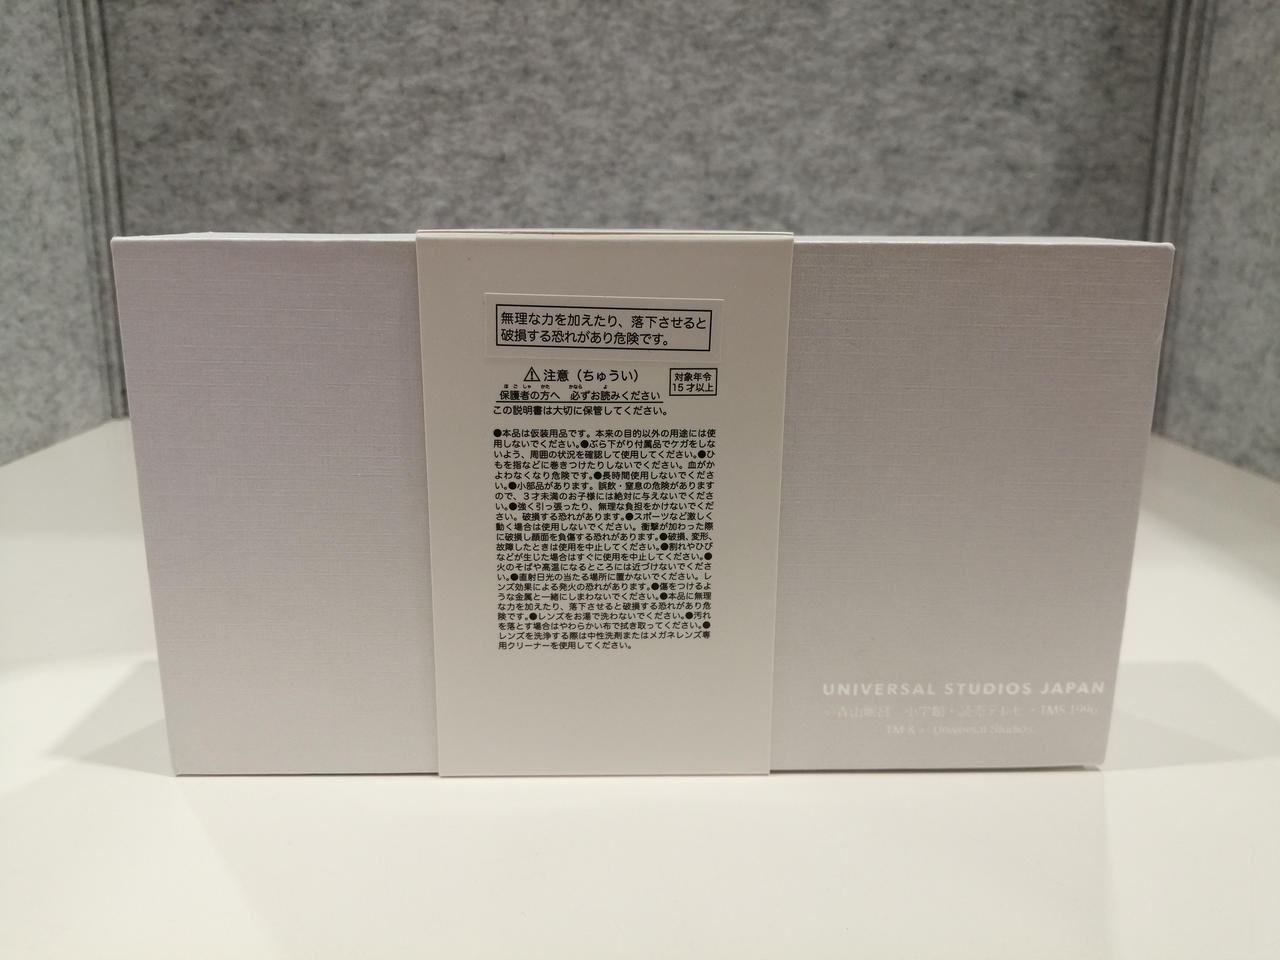 無理な力を加えたり、落下させると
破損する恐れがあり危険です。
⚠注意（ちゅうい）
対象年令
15才以上
ほごしゃ かた かなら よ
保護者の方へ 必ずお読みください
この説明書は大切に保管してください。
●本品は仮装用品です。本来の目的以外の用途には使
用しないでください。●ぶら下がり付属品でケガをしな
いよう、周囲の状況を確認して使用してください。●ひ
もを指などに巻きつけたりしないでください。血がか
よわなくなり危険です。●長時間使用しないでくださ
い。●小部品があります。誤飲・窒息の危険があります
ので、3才未満のお子様には絶対に与えないでくださ
い。●強く引っ張ったり、無理な負担をかけないでくだ
さい。破損する恐れがあります。●スポーツなど激しく
動く場合は使用しないでください。衝撃が加わった際
に破損し顔面を負傷する恐れがあります。●破損、変形、
故障したときは使用を中止してください。●割れやひび
などが生じた場合はすぐに使用を中止してください。●
火のそばや高温になるところには近づけないでくださ
い。●直射日光の当たる場所に置かないでください。レ
ンズ効果による発火の恐れがあります。●傷をつけるよ
うな金属と一緒にしまわないでください。●本品に無理
な力を加えたり、落下させると破損する恐れがあり危
険です。●レンズをお湯で洗わないでください。●汚れ
を落とす場合はやわらかい布で拭き取ってください。●
レンズを洗浄する際は中性洗剤またはメガネレンズ専
用クリーナーを使用してください。
UNIVERSAL STUDIOS JAPAN
青山剛昌 小学館・読売テレビ・TMS 1996
TM & © Universal Studios.